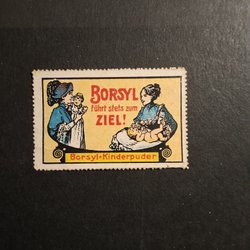 BORSYL
führt stets zum
ZIEL!
Borsyl-Kinderpuder